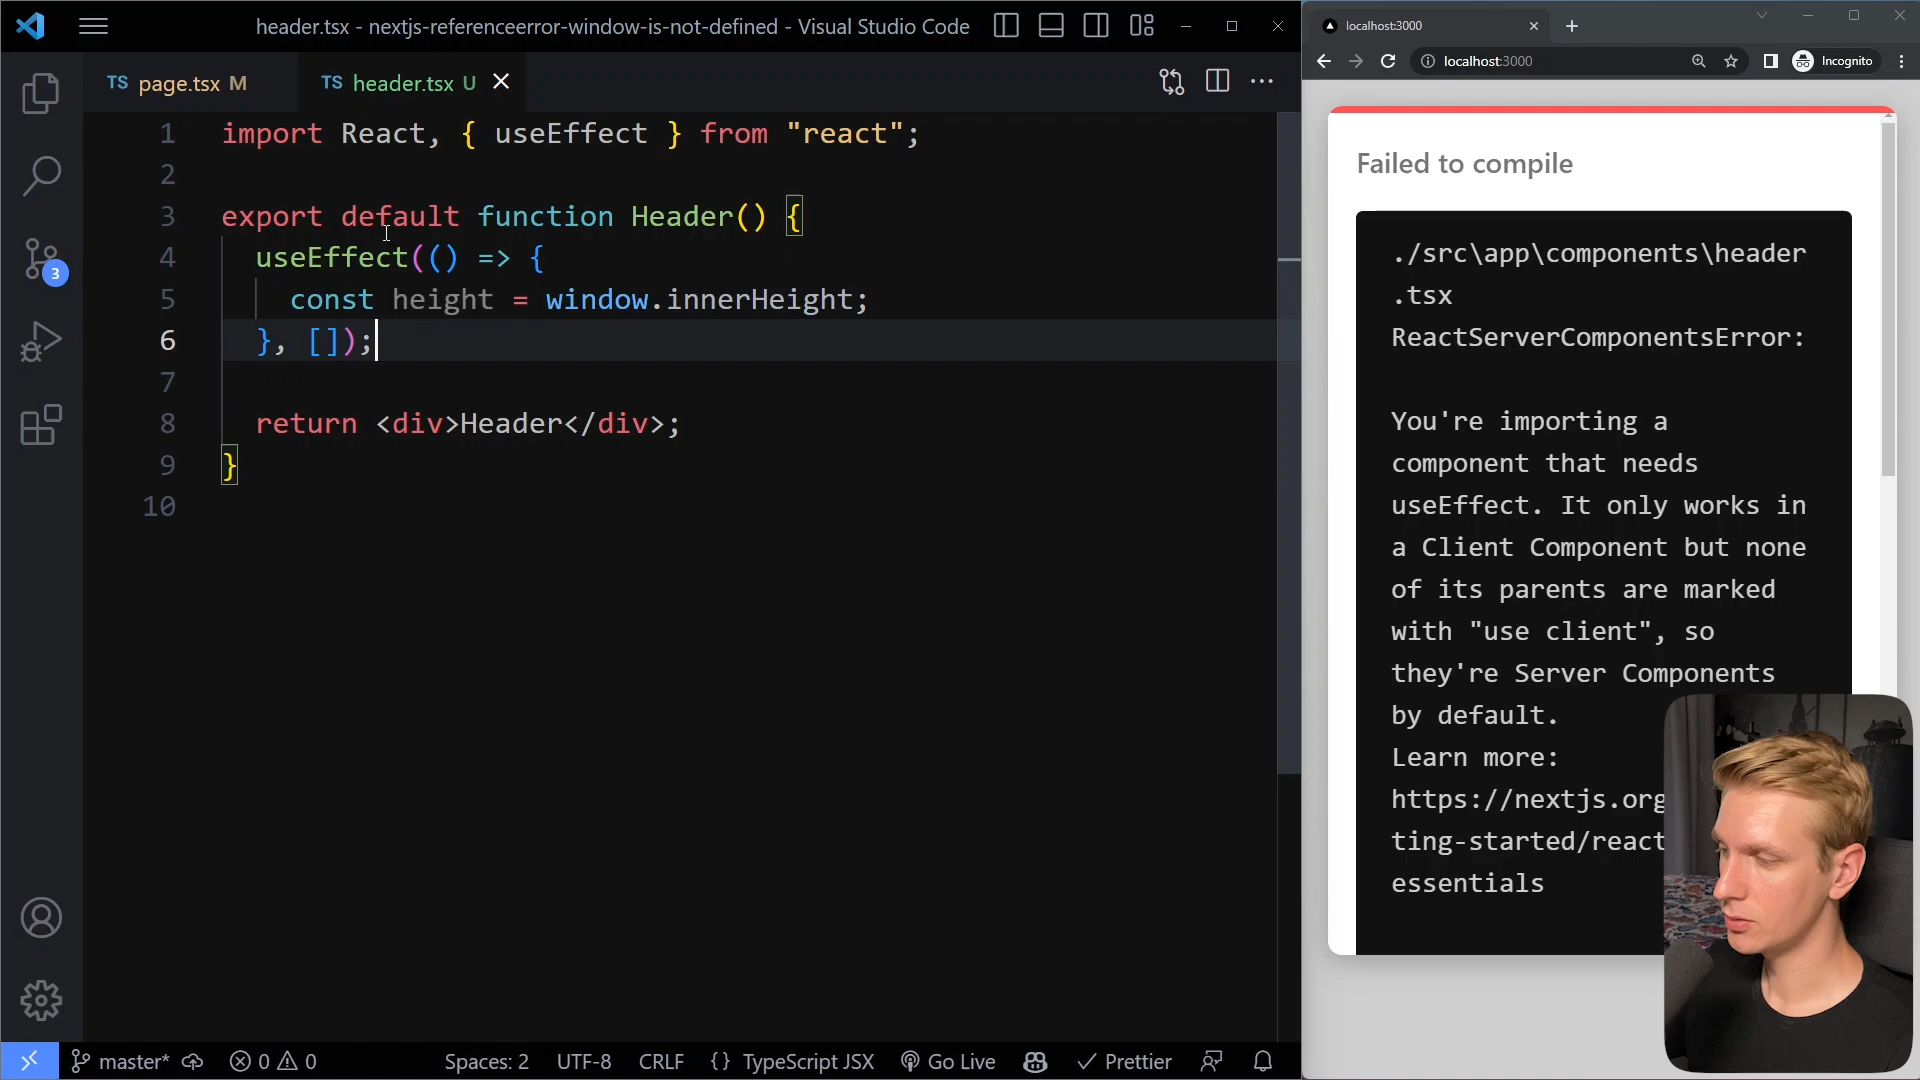 header.tsx - nextjs-referenceerror-window-is-not-defined - Visual Studio Code
TS page.tsx M
TS header.tsx U
1 import React, { useEffect } from "react";
2
3 export default function Header() {
4 useEffect(() => {
5 const height = window.innerHeight;
6 }, []);
7
8 return <div>Header</div>;
9 }
10
3
master*
0 0
Spaces: 2
UTF-8
CRLF
{ } TypeScript JSX
Go Live
Prettier
localhost:3000
localhost:3000
Incognito
Failed to compile
./src\app\components\header
.tsx
ReactServerComponentsError:
You're importing a
component that needs
useEffect. It only works in
a Client Component but none
of its parents are marked
with "use client", so
they're Server Components
by default.
Learn more:
https://nextjs.org
ting-started/react
essentials